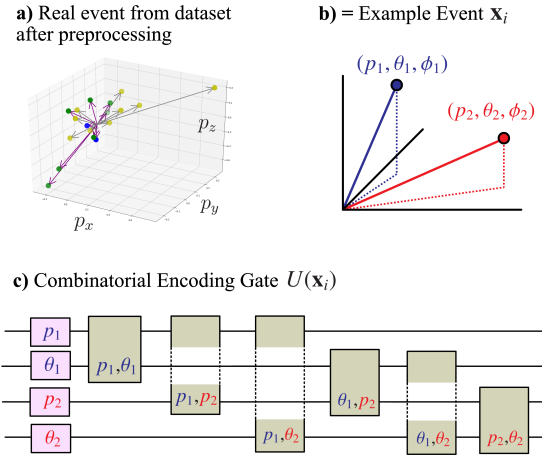 a) Real event from dataset
after preprocessing
p_x
p_y
p_z
b) = Example Event x_i
(p_1, θ_1, ϕ_1)
(p_2, θ_2, ϕ_2)
c) Combinatorial Encoding Gate U(x_i)
p_1
θ_1
p_2
θ_2
p_1,θ_1
p_1,p_2
p_1,θ_2
θ_1,p_2
θ_1,θ_2
p_2,θ_2